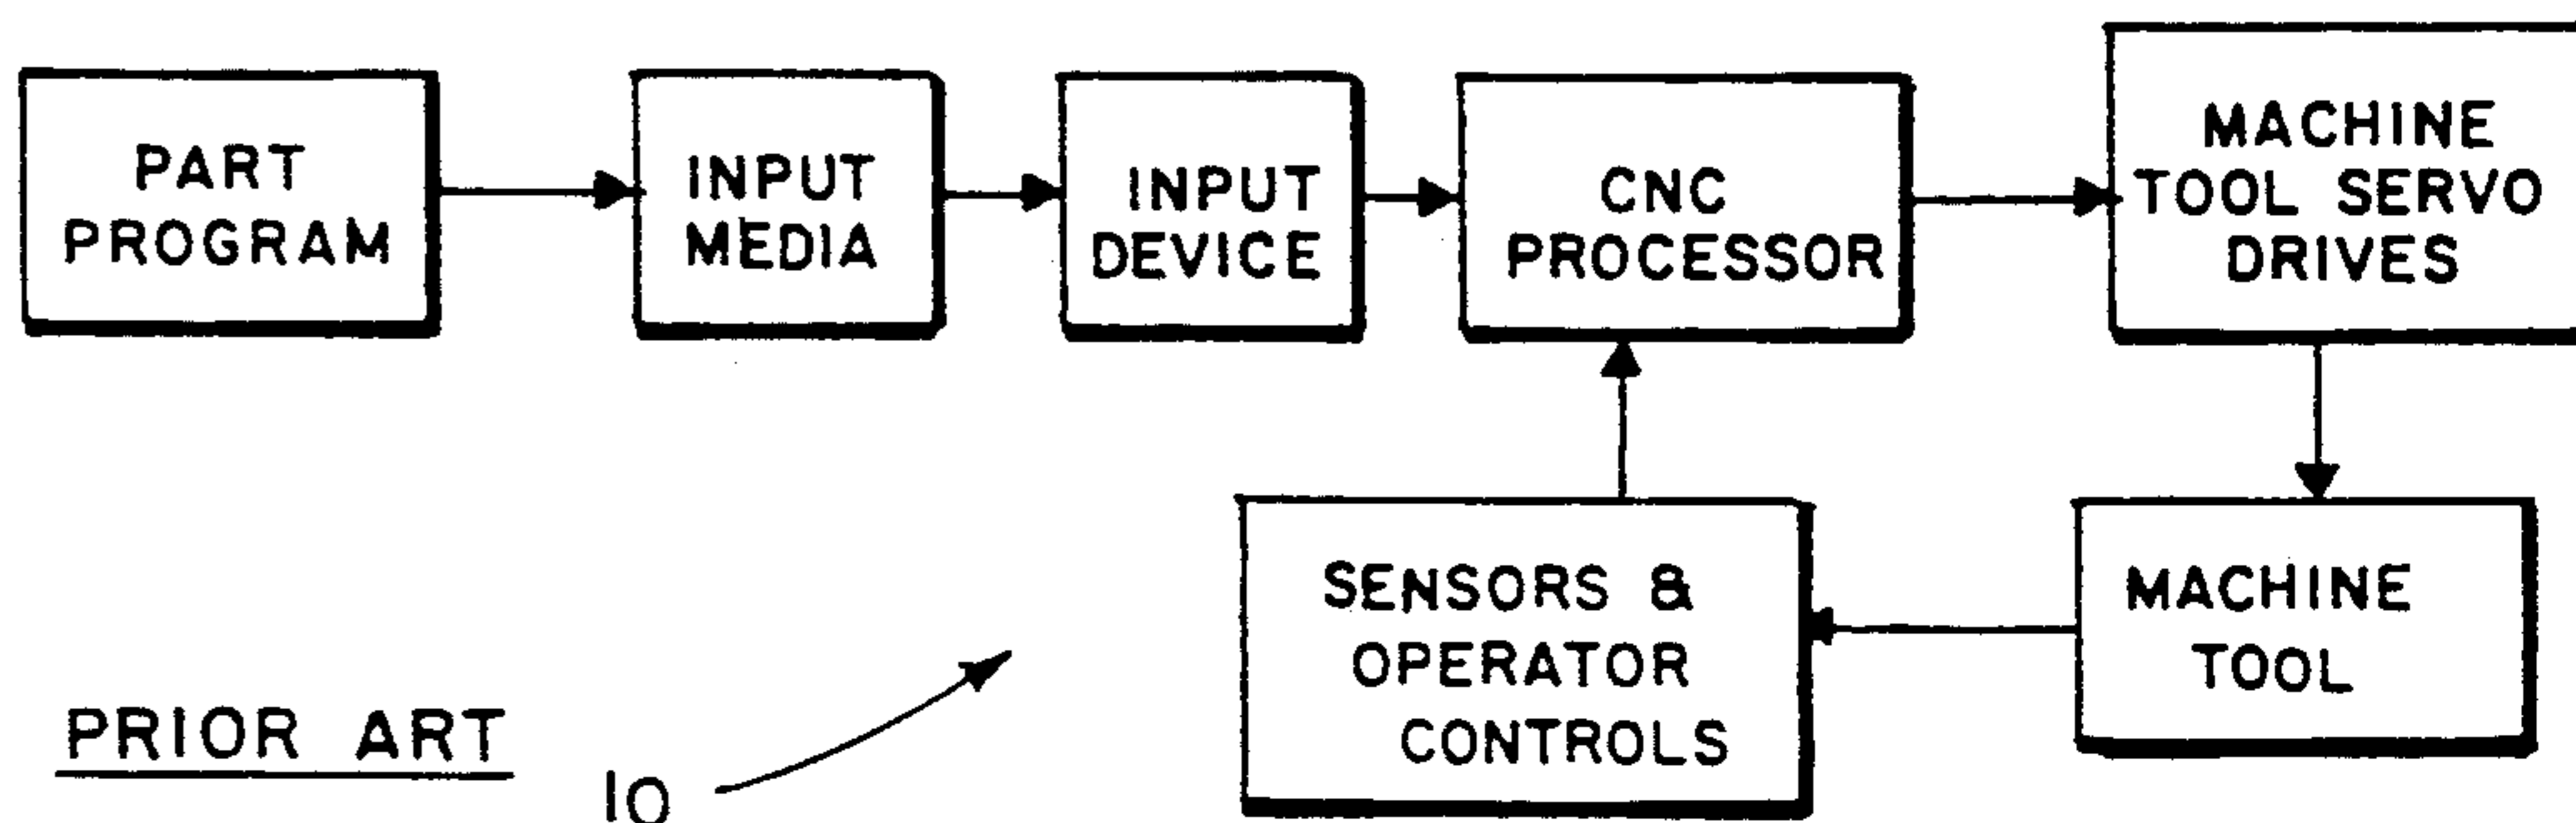 PART
PROGRAM
INPUT
MEDIA
INPUT
DEVICE
CNC
PROCESSOR
MACHINE
TOOL SERVO
DRIVES
SENSORS &
OPERATOR
CONTROLS
MACHINE
TOOL
PRIOR ART
10